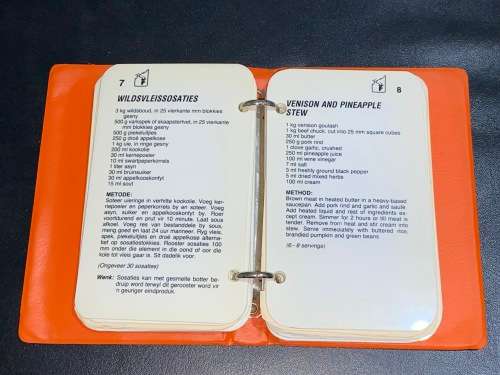 7
WILDSVLEISSOSATIES
3 kg wildsboud, in 25 vierkante mm blokkies
gesny
500 g varkspek of skaapstertvet, in 25 vierkante
mm blokkies gesny
500 g piekeluitjies
250 g droë appelkose
1 kg uie, in ringe gesny
200 ml kookolie
30 ml kerriepoeier
10 ml swartpeperkorrels
1 liter asyn
30 ml bruinsuiker
30 ml appelkooskonfyt
15 ml sout
METODE:
Soteer uieringe in verhitte kookolie. Voeg ker-
riepoeier en peperkorrels by en soteer. Voeg
asyn, suiker en appelkooskonfyt by. Roer
voortdurend en prut vir 10 minute. Laat sous
afkoel. Voeg res van bestanddele by sous,
meng goed en laat 24 uur marineer. Ryg vleis,
spek, piekeluitjies en droë appelkose alterna-
tief op sosatiestokkies. Rooster sosaties 100
mm onder die element in die oond of oor die
kole tot vleis gaar is. Sit dadelik voor.
(Ongeveer 30 sosaties)
Wenk: Sosaties kan met gesmelte botter be-
druip word terwyl dit gerooster word vir
'n geuriger eindproduk.
8
VENISON AND PINEAPPLE
STEW
1 kg venison goulash
1 kg beef chuck, cut into 25 mm square cubes
30 ml butter
250 g pork rind
1 clove garlic, crushed
250 ml pineapple juice
100 ml wine vinegar
7 ml salt
5 ml freshly ground black pepper
5 ml dried mixed herbs
100 ml cream
METHOD:
Brown meat in heated butter in a heavy-based
saucepan. Add pork rind and garlic and sauté.
Add heated liquid and rest of ingredients ex-
cept cream. Simmer for 2 hours or till meat is
tender. Remove from heat and stir cream into
stew. Serve immediately with buttered rice,
brandied pumpkin and green beans.
(6 - 8 servings)